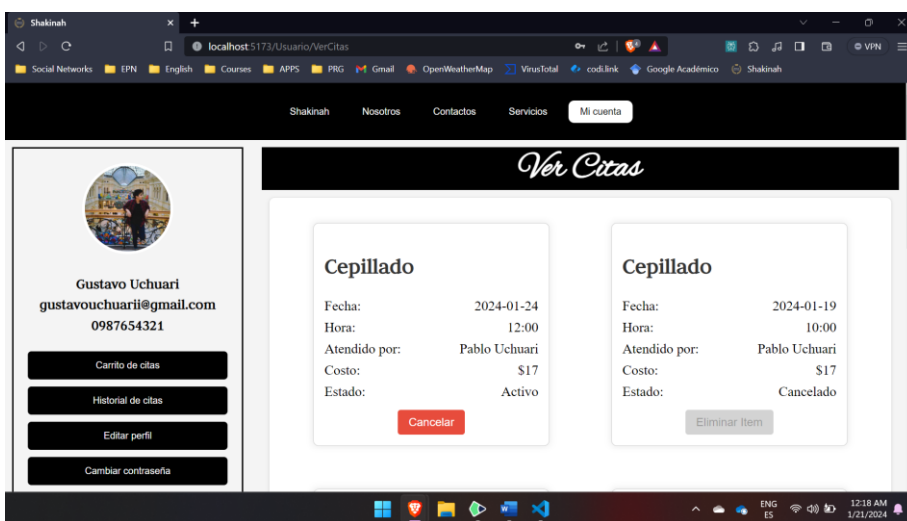 Shakinah
localhost:5173/Usuario/VerCitas
VPN
Social Networks EPN English Courses APPS PRG Gmail OpenWeatherMap VirusTotal codi.link Google Académico Shakinah
Shakinah Nosotros Contactos Servicios Mi cuenta
Ver Citas
Gustavo Uchuari
gustavouchuarii@gmail.com
0987654321
Carrito de citas
Historial de citas
Editar perfil
Cambiar contraseña
Cepillado
Fecha: 2024-01-24
Hora: 12:00
Atendido por: Pablo Uchuari
Costo: $17
Estado: Activo
Cancelar
Cepillado
Fecha: 2024-01-19
Hora: 10:00
Atendido por: Pablo Uchuari
Costo: $17
Estado: Cancelado
Eliminar Item
ENG
ES
12:18 AM
1/21/2024